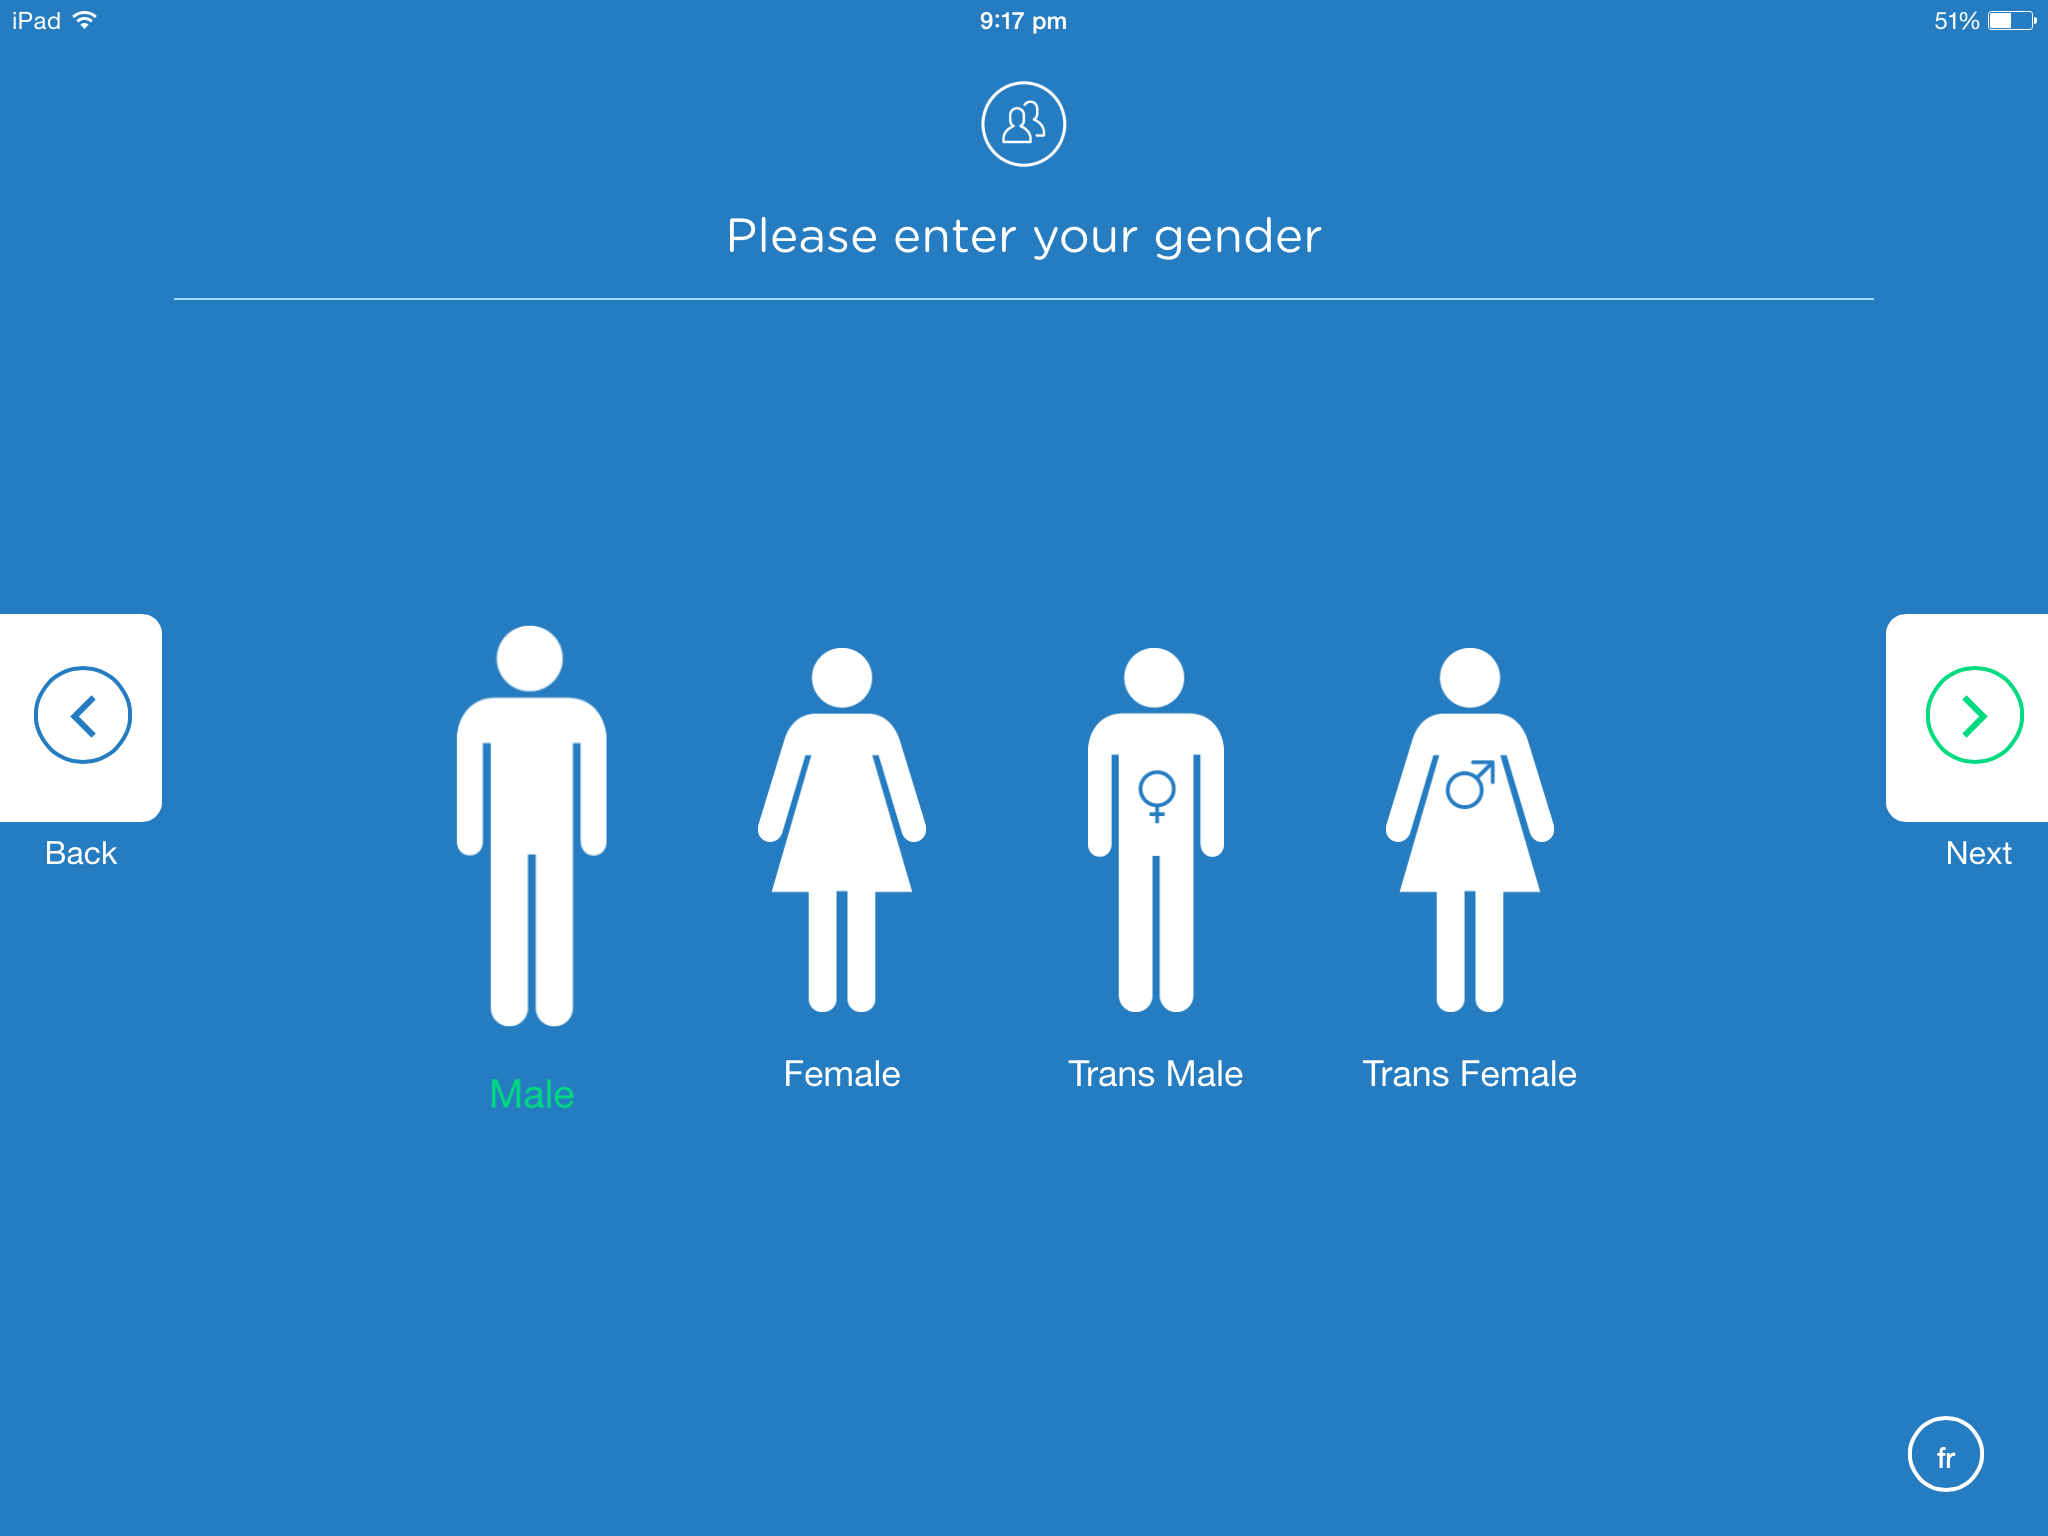 iPad 9:17 pm 51%
Please enter your gender
Back
Next
Male
Female
Trans Male
Trans Female
fr